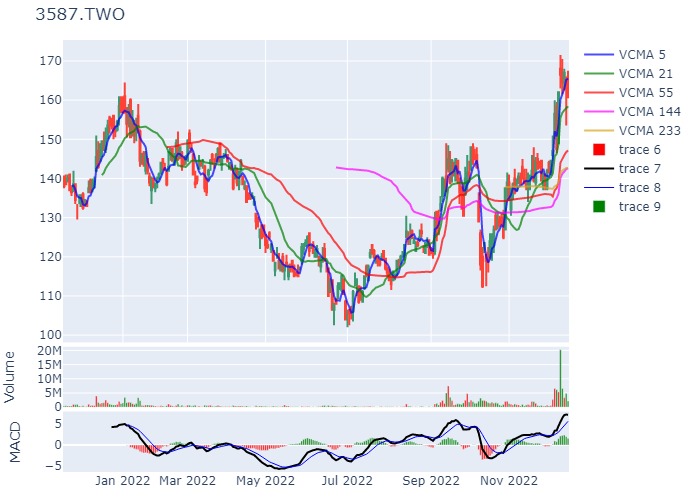 3587.TWO
170
160
150
140
130
120
110
100
VCMA 5
VCMA 21
VCMA 55
VCMA 144
VCMA 233
trace 6
trace 7
trace 8
trace 9
Volume
20M
15M
10M
5M
0
MACD
5
0
−5
Jan 2022 Mar 2022 May 2022 Jul 2022 Sep 2022 Nov 2022